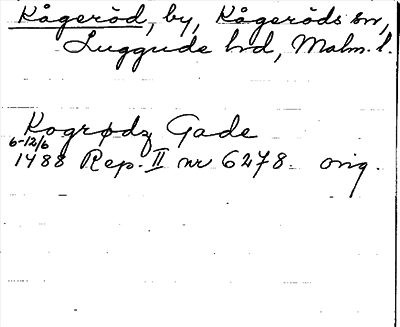 Kågeröd, by, Kågeröds sn,
Luggude hd, Malm. l.
Kogrødz Gade
6-12/6
1488 Rep. II nr 6278. orig.